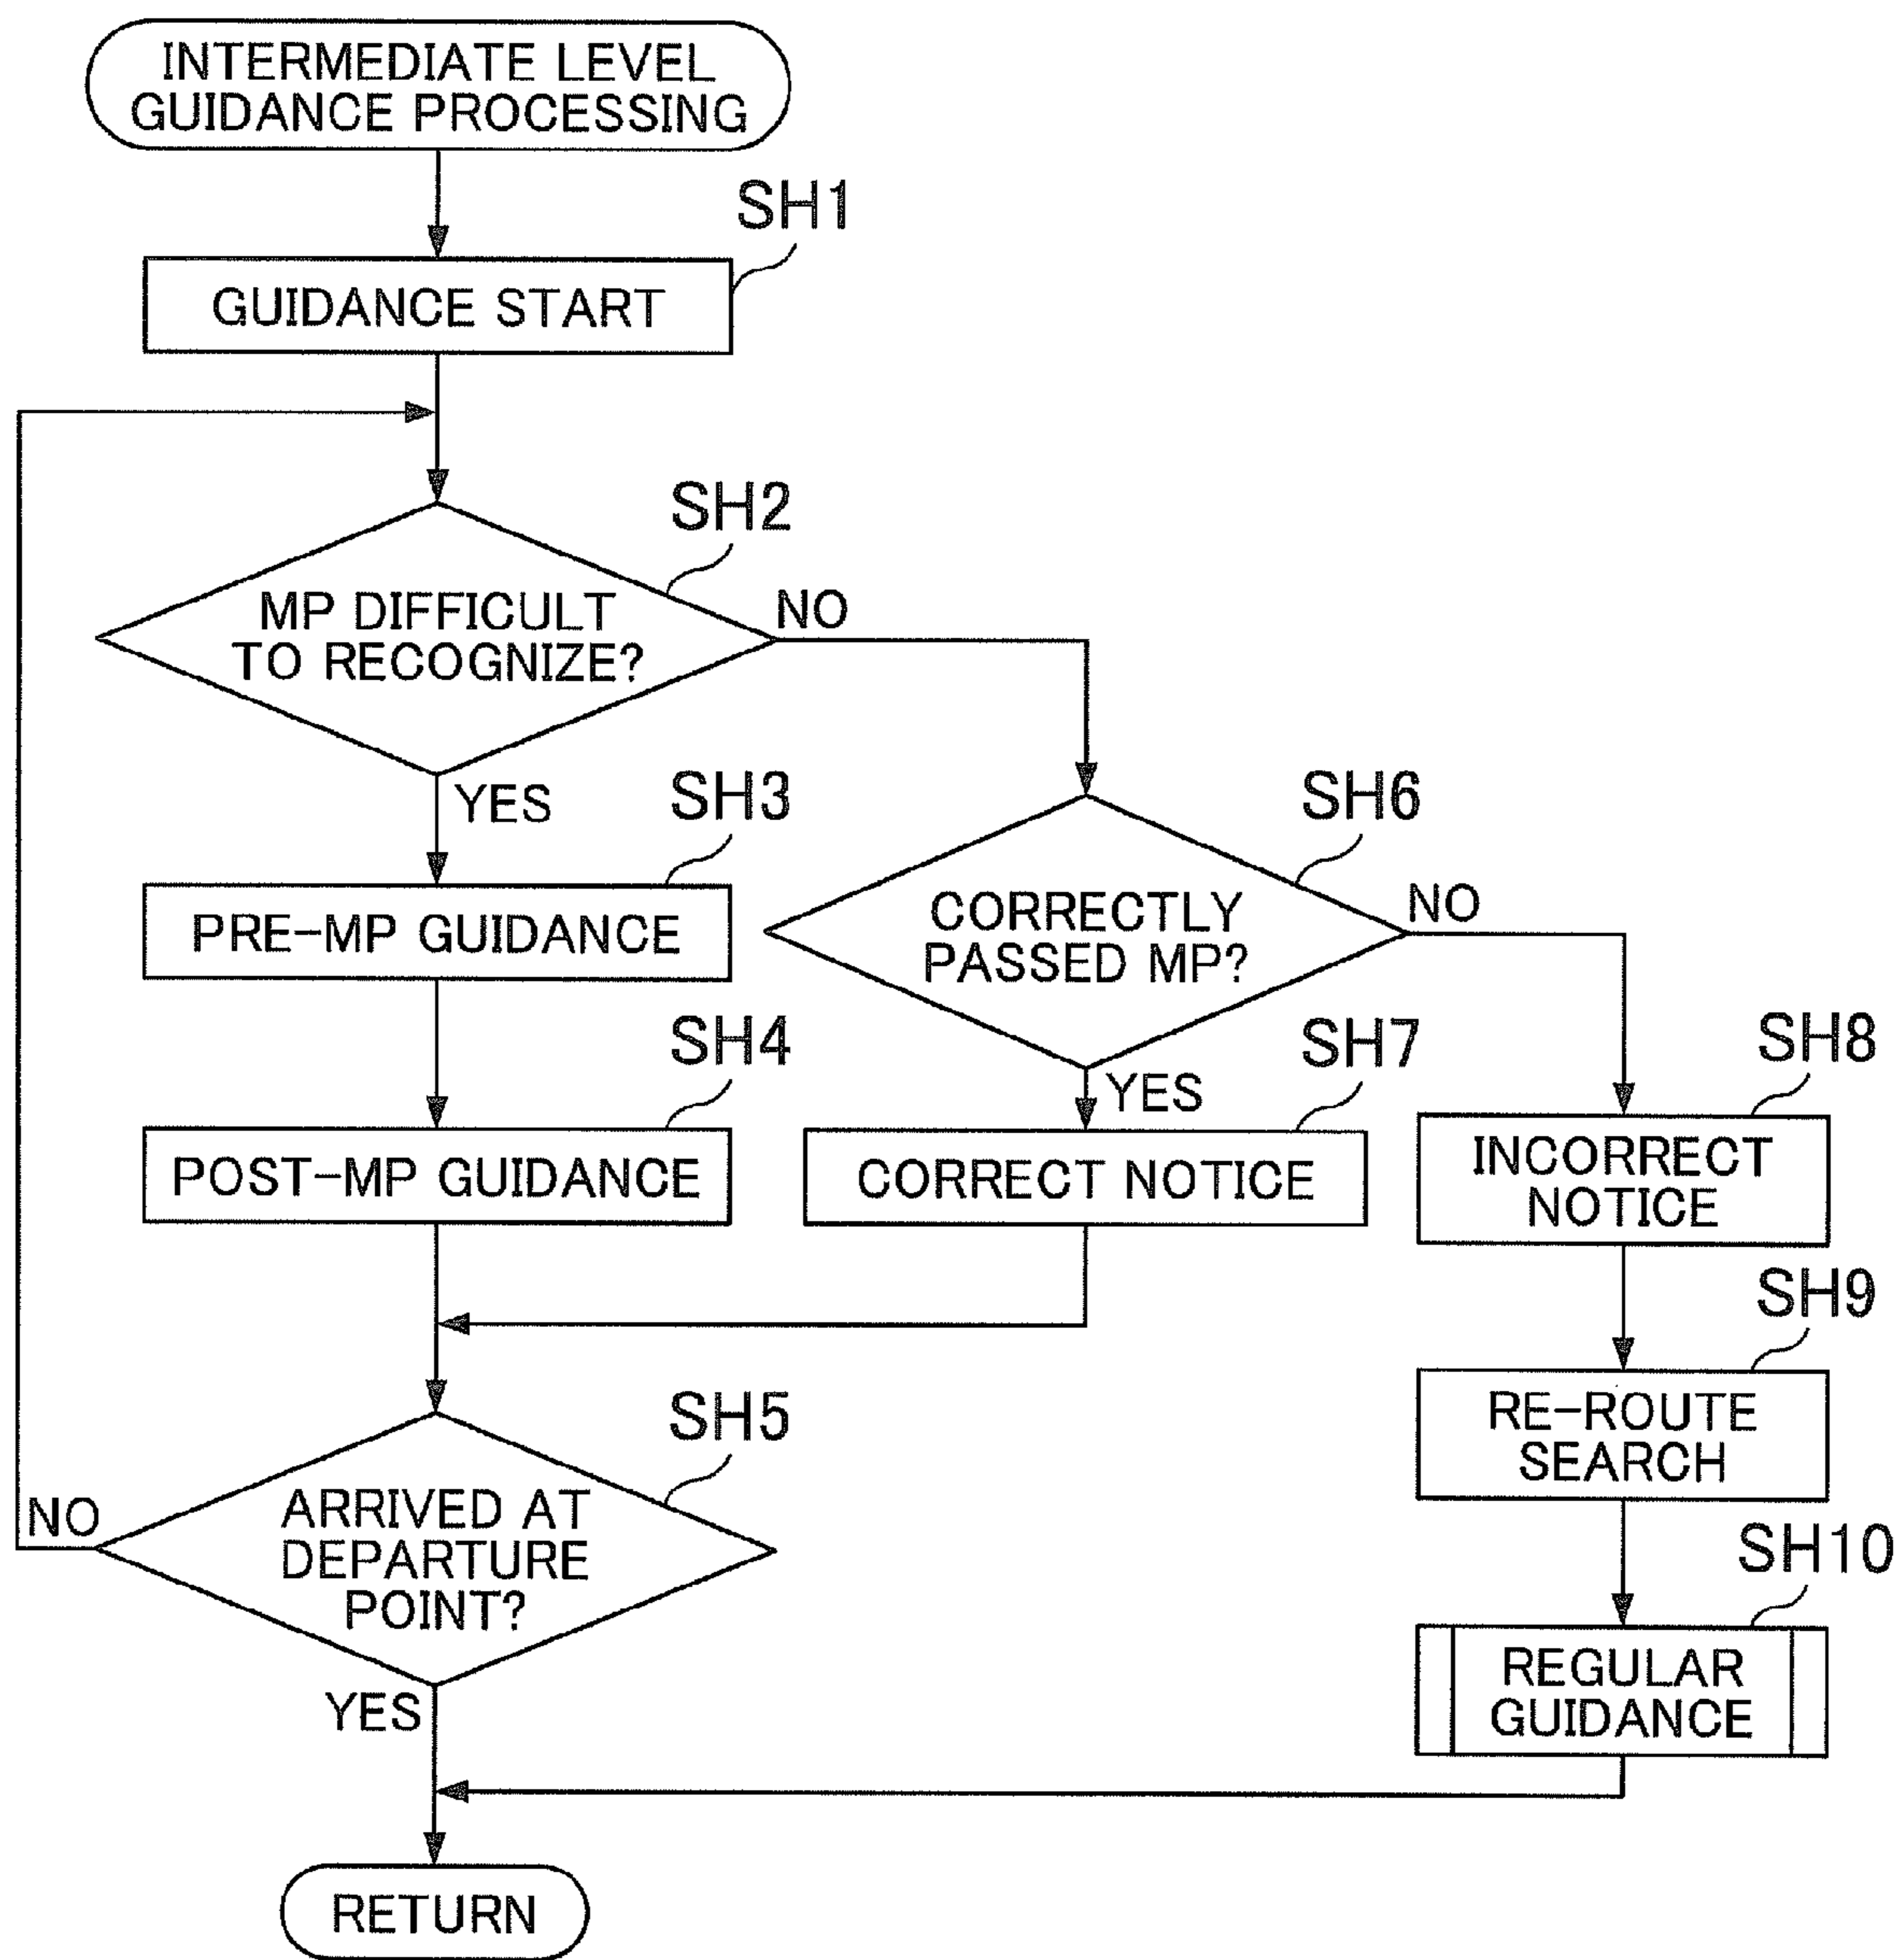 INTERMEDIATE LEVEL
GUIDANCE PROCESSING
SH1
GUIDANCE START
SH2
MP DIFFICULT
TO RECOGNIZE?
NO
YES
SH3
PRE-MP GUIDANCE
SH4
POST-MP GUIDANCE
SH6
CORRECTLY
PASSED MP?
NO
YES
SH7
CORRECT NOTICE
SH8
INCORRECT
NOTICE
SH9
RE-ROUTE
SEARCH
SH10
REGULAR
GUIDANCE
SH5
ARRIVED AT
DEPARTURE
POINT?
NO
YES
RETURN